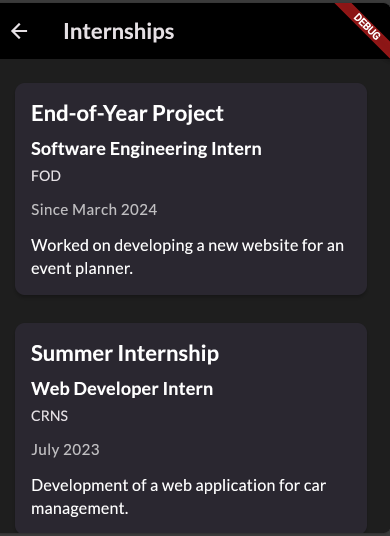 Internships
DEBUG
End-of-Year Project
Software Engineering Intern
FOD
Since March 2024
Worked on developing a new website for an
event planner.
Summer Internship
Web Developer Intern
CRNS
July 2023
Development of a web application for car
management.